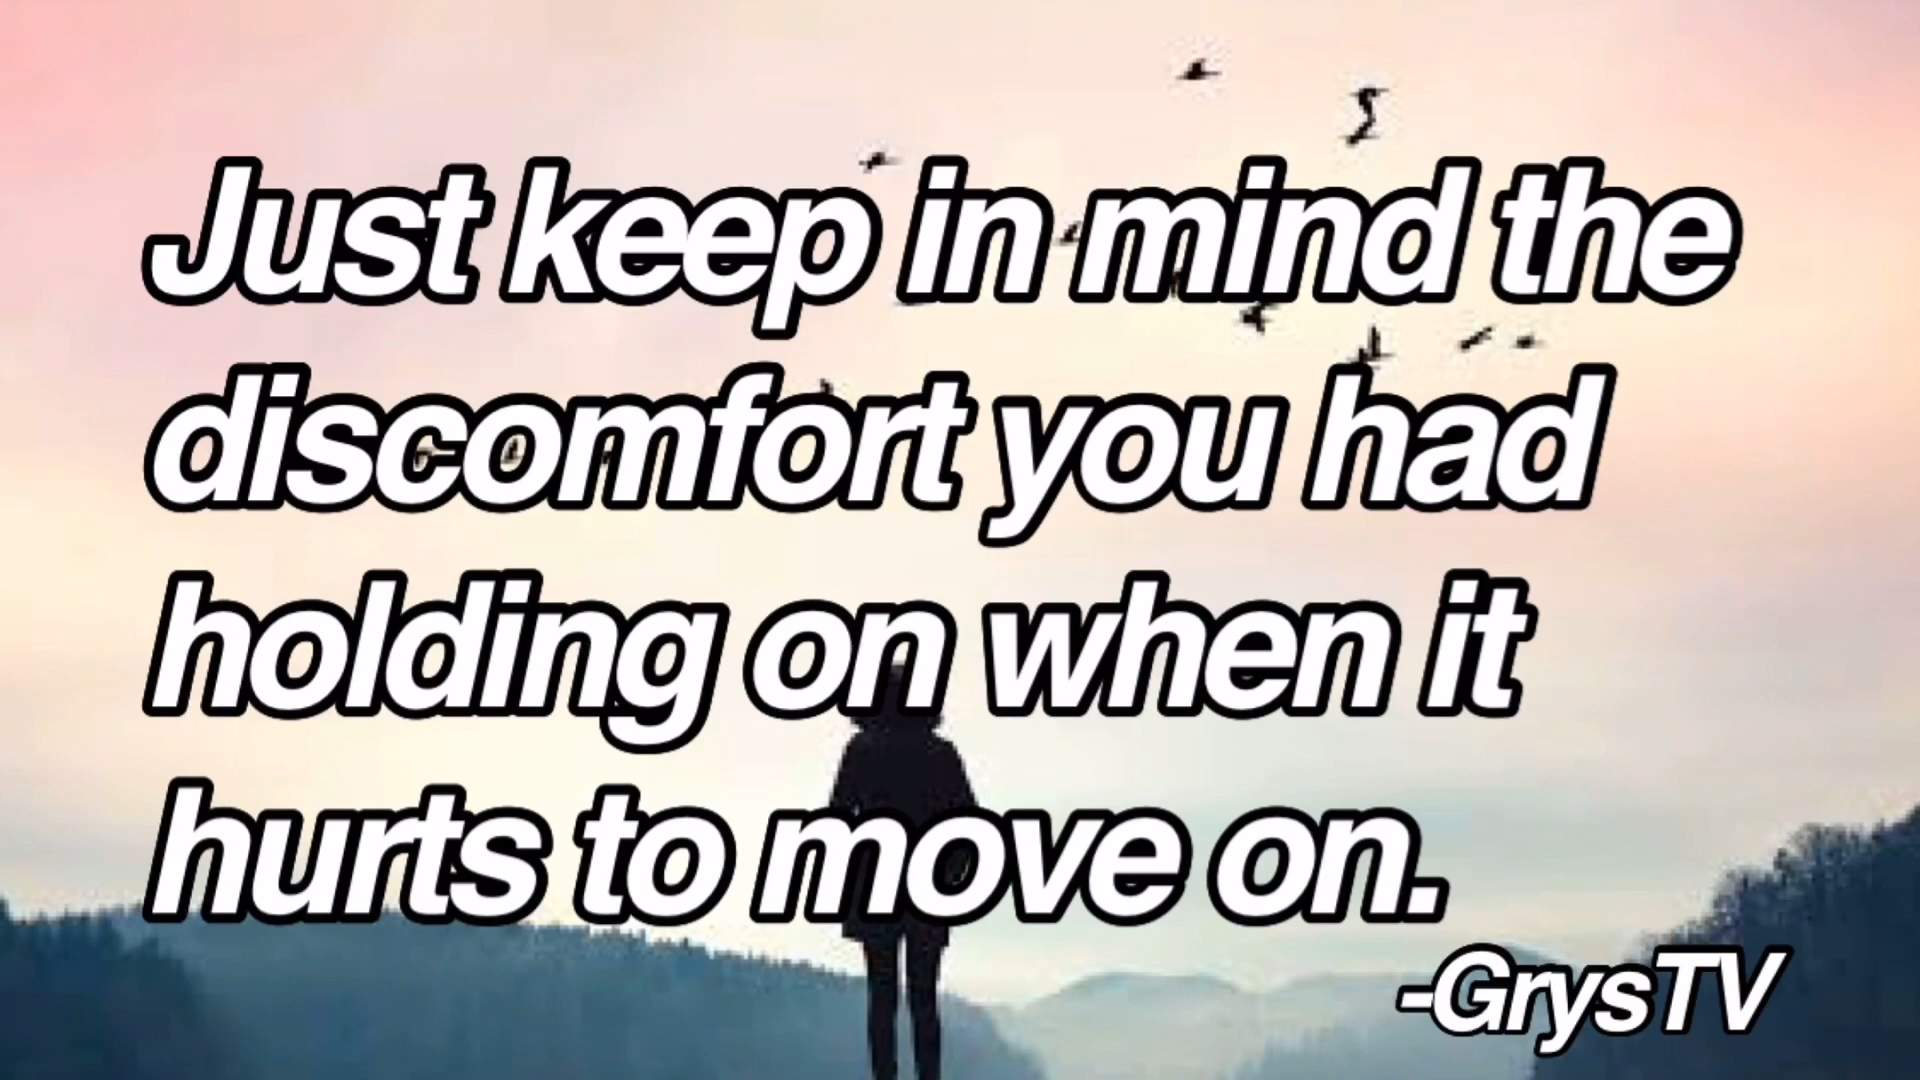 Just keep in mind the
discomfort you had
holding on when it
hurts to move on.
-GrysTV